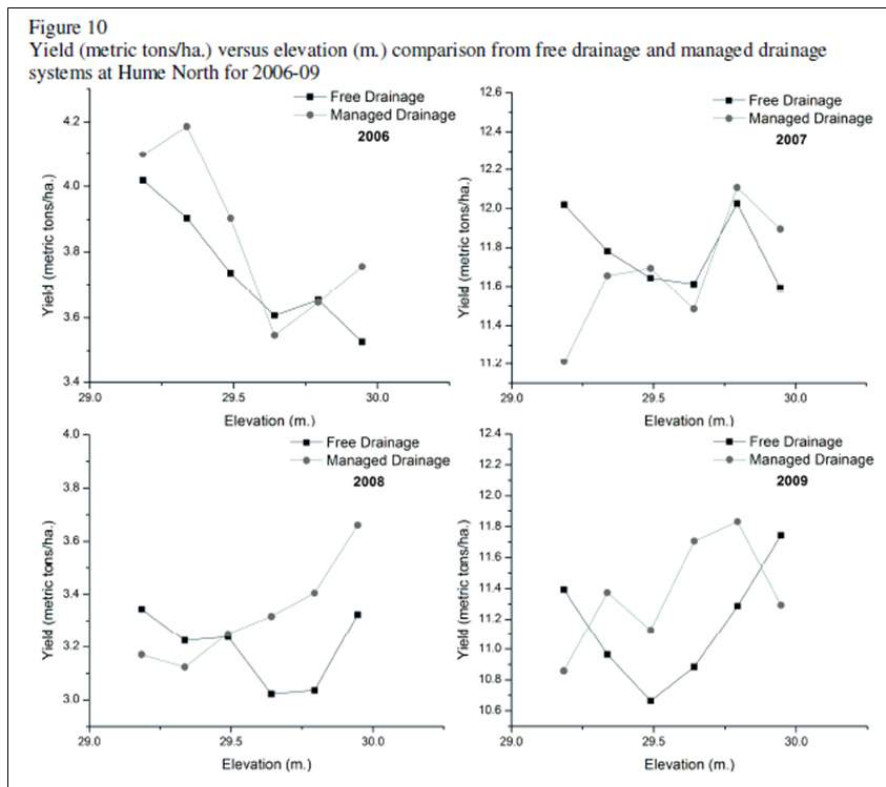 Figure 10
Yield (metric tons/ha.) versus elevation (m.) comparison from free drainage and managed drainage
systems at Hume North for 2006-09
Free Drainage
Managed Drainage
2006
4.2
4.0
3.8
3.6
3.4
Yield (metric tons/ha.)
29.0
29.5
30.0
Elevation (m.)
Free Drainage
Managed Drainage
2007
12.6
12.4
12.2
12.0
11.8
11.6
11.4
11.2
Yield (metric tons/ha.)
29.0
29.5
30.0
Elevation (m.)
Free Drainage
Managed Drainage
2008
4.0
3.8
3.6
3.4
3.2
3.0
Yield (metric tons/ha.)
29.0
29.5
30.0
Elevation (m.)
Free Drainage
Managed Drainage
2009
12.4
12.2
12.0
11.8
11.6
11.4
11.2
11.0
10.8
10.6
Yield (metric tons/ha.)
29.0
29.5
30.0
Elevation (m.)